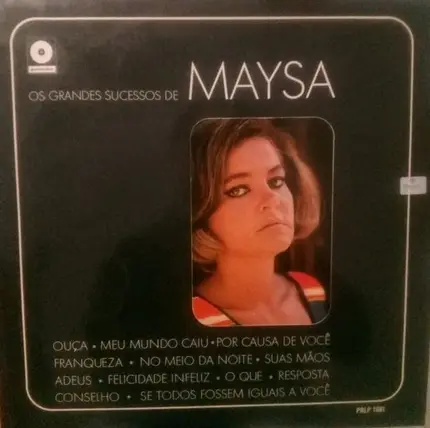 OS GRANDES SUCESSOS DE MAYSA
OUÇA • MEU MUNDO CAIU • POR CAUSA DE VOCÊ
FRANQUEZA • NO MEIO DA NOITE • SUAS MÃOS
ADEUS • FELICIDADE INFELIZ • O QUE • RESPOSTA
CONSELHO • SE TODOS FOSSEM IGUAIS A VOCÊ